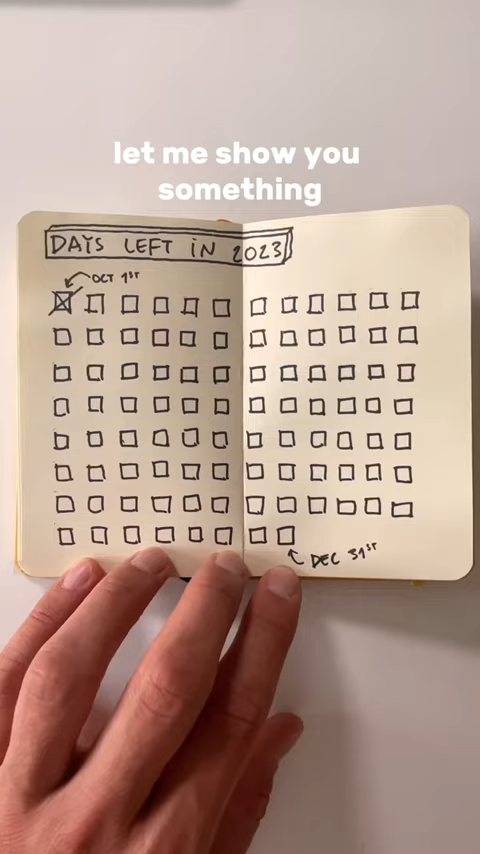 let me show you
something
DAYS LEFT IN 2023
OCT 1ST
DEC 31ST